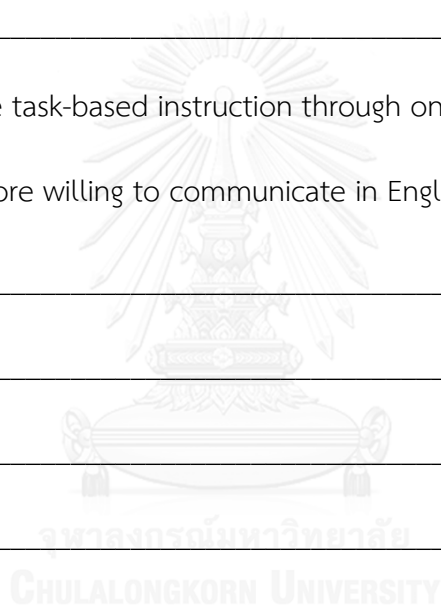 task-based instruction through on
willing to communicate in Engl
จุฬาลงกรณ์มหาวิทยาลัย
CHULALONGKORN UNIVERSITY